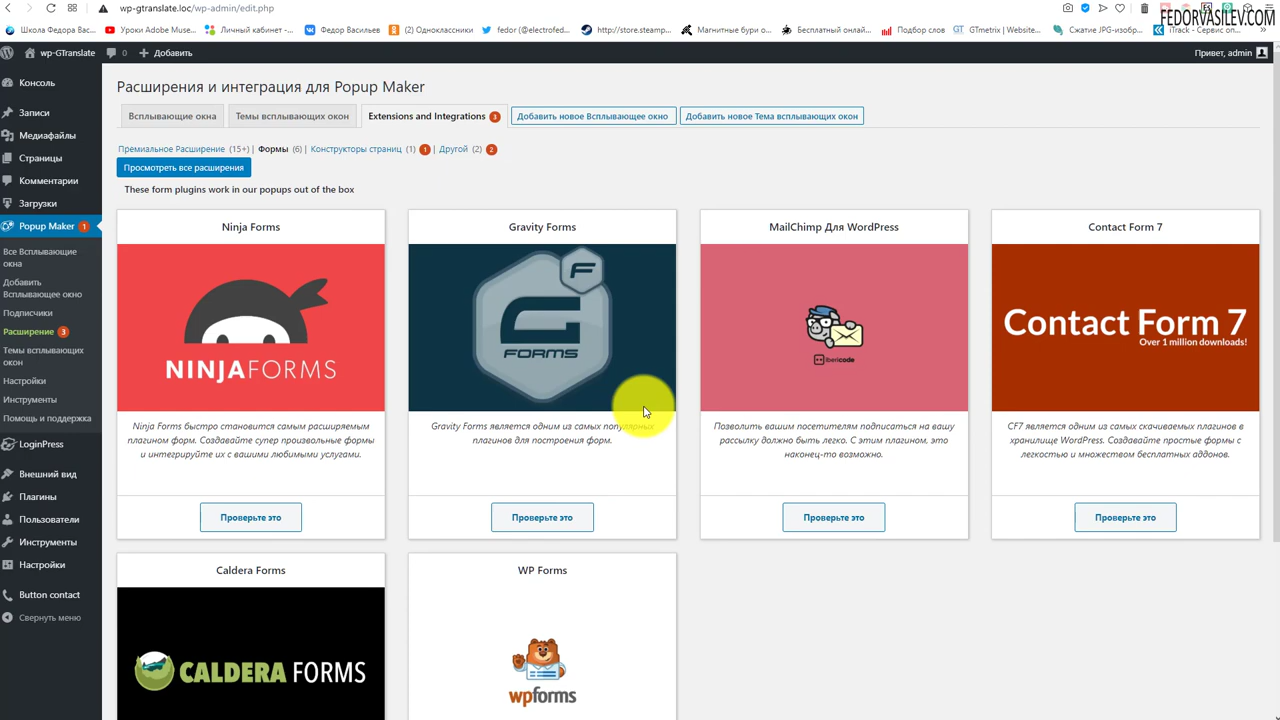 wp-gtranslate.loc/wp-admin/edit.php
FEDORVASILEV.COM
Школа Федора Вас...
Уроки Adobe Muse...
Личный кабинет -...
Федор Васильев
(2) Одноклассники
fedor (@electrofed...
http://store.steamp...
Магнитные бури о...
Бесплатный онлай...
Подбор слов
GTmetrix | Website...
Сжатие JPG-изобр...
iTrack - Сервис оп...
wp-GTranslate
0
Добавить
Привет, admin
Консоль
Записи
Медиафайлы
Страницы
Комментарии
Загрузки
Popup Maker 1
Все Всплывающие
окна
Добавить
Всплывающее окно
Подписчики
Расширение 3
Темы всплывающих
окон
Настройки
Инструменты
Помощь и поддержка
LoginPress
Внешний вид
Плагины
Пользователи
Инструменты
Настройки
Button contact
Свернуть меню
Расширения и интеграция для Popup Maker
Всплывающие окна
Темы всплывающих окон
Extensions and Integrations 3
Добавить новое Всплывающее окно
Добавить новое Тема всплывающих окон
Премиальное Расширение (15+) | Формы (6) | Конструкторы страниц (1) 1 | Другой (2) 2
Просмотреть все расширения
These form plugins work in our popups out of the box
Ninja Forms
NINJAFORMS
Ninja Forms быстро становится самым расширяемым
плагином форм. Создавайте супер произвольные формы
и интегрируйте их с вашими любимыми услугами.
Проверьте это
Gravity Forms
F
G
FORMS
Gravity Forms является одним из самых популярных
плагинов для построения форм.
Проверьте это
MailChimp Для WordPress
ibericode
Позволить вашим посетителям подписаться на вашу
рассылку должно быть легко. С этим плагином, это
наконец-то возможно.
Проверьте это
Contact Form 7
Contact Form 7
Over 1 million downloads!
CF7 является одним из самых скачиваемых плагинов в
хранилище WordPress. Создавайте простые формы с
легкостью и множеством бесплатных аддонов.
Проверьте это
Caldera Forms
CALDERA FORMS
WP Forms
wpforms